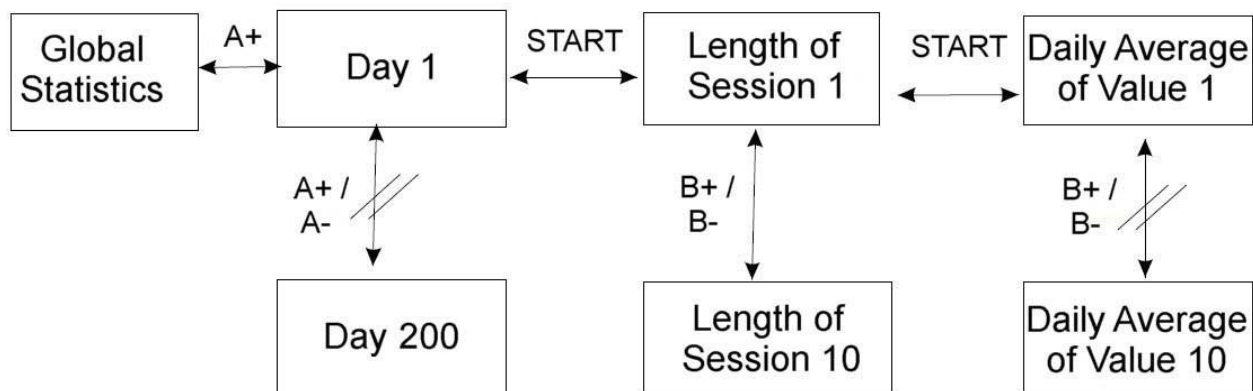 Global
Statistics
A+
Day 1
START
Length of
Session 1
START
Daily Average
of Value 1
A+ /
A-
B+ /
B-
B+ /
B-
Day 200
Length of
Session 10
Daily Average
of Value 10